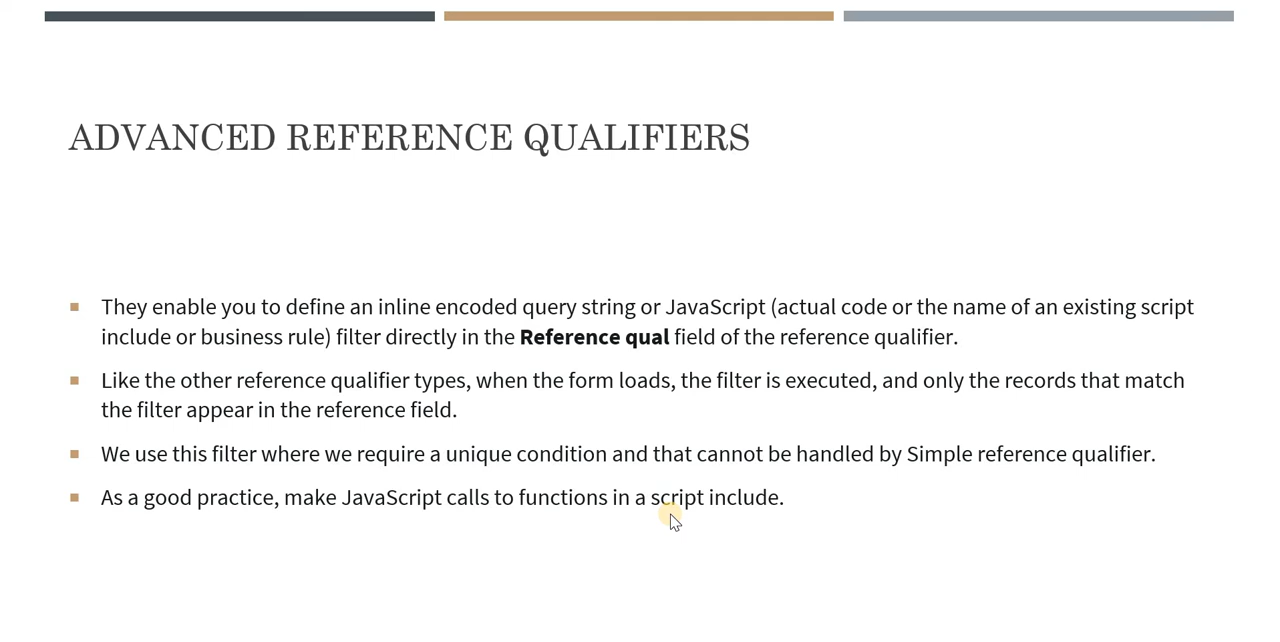 ADVANCED REFERENCE QUALIFIERS
They enable you to define an inline encoded query string or JavaScript (actual code or the name of an existing script
include or business rule) filter directly in the Reference qual field of the reference qualifier.
Like the other reference qualifier types, when the form loads, the filter is executed, and only the records that match
the filter appear in the reference field.
We use this filter where we require a unique condition and that cannot be handled by Simple reference qualifier.
As a good practice, make JavaScript calls to functions in a script include.